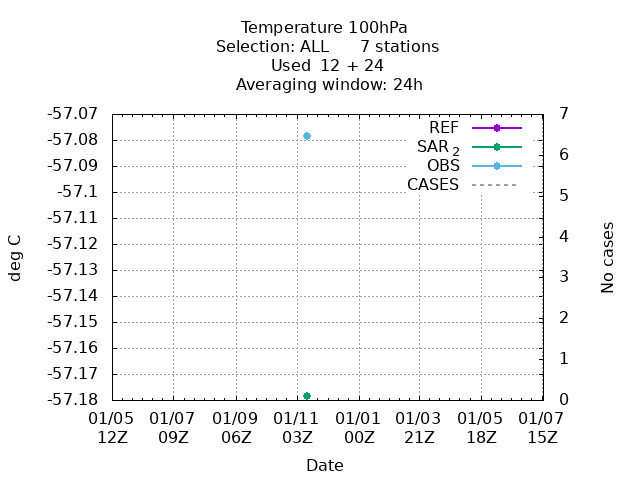 Temperature 100hPa
Selection: ALL 7 stations
Used 12 + 24
Averaging window: 24h
-57.07
-57.08
-57.09
-57.1
-57.11
-57.12
-57.13
-57.14
-57.15
-57.16
-57.17
-57.18
deg C
7
6
5
4
3
2
1
0
No cases
REF
SAR 2
OBS
CASES
01/05 01/07 01/09 01/11 01/01 01/03 01/05 01/07
12Z 09Z 06Z 03Z 00Z 21Z 18Z 15Z
Date